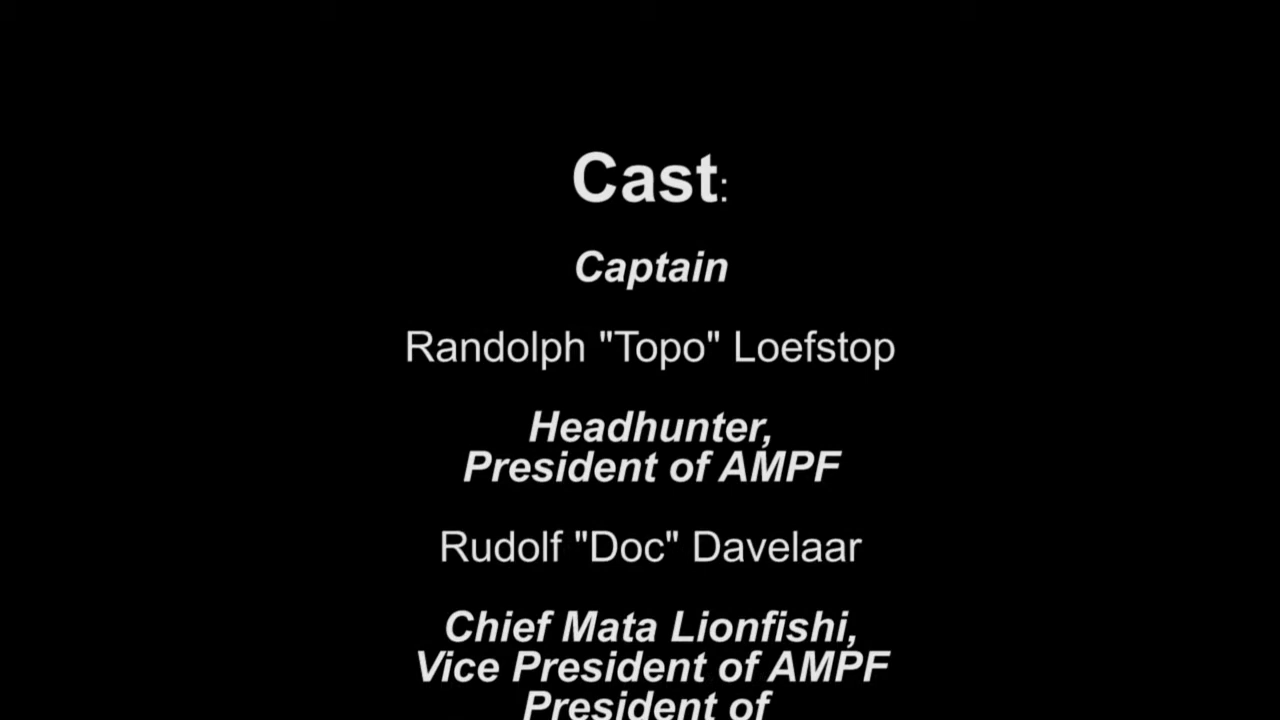 Cast:
Captain
Randolph "Topo" Loefstop
Headhunter,
President of AMPF
Rudolf "Doc" Davelaar
Chief Mata Lionfishi,
Vice President of AMPF
President of